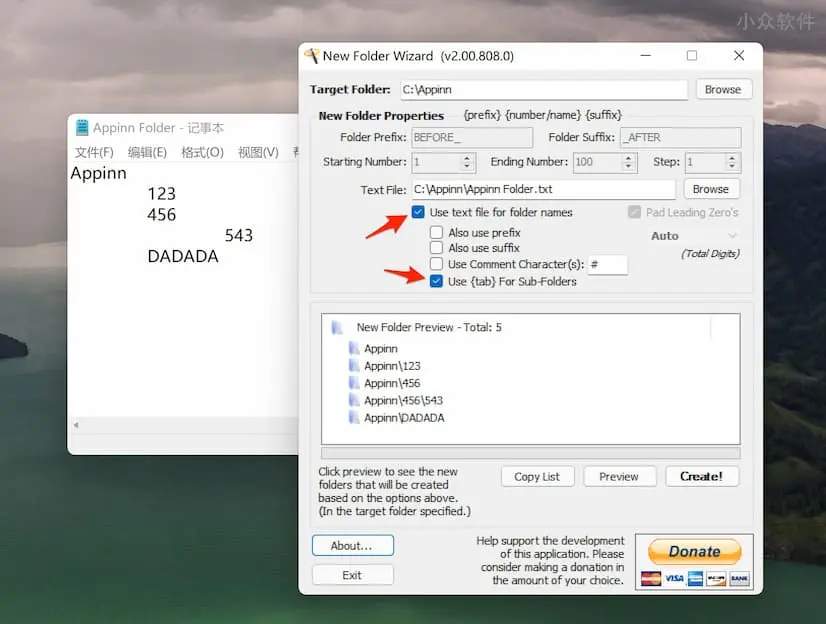 小众软件
Appinn Folder - 记事本
文件(F) 编辑(E) 格式(O) 视图(V)
Appinn
123
456
543
DADADA
New Folder Wizard (v2.00.808.0)
Target Folder: C:\Appinn Browse
New Folder Properties {prefix} {number/name} {suffix}
Folder Prefix: BEFORE_ Folder Suffix: _AFTER
Starting Number: 1 Ending Number: 100 Step: 1
Text File: C:\Appinn\Appinn Folder.txt Browse
Use text file for folder names Pad Leading Zero's
Also use prefix Auto
Also use suffix (Total Digits)
Use Comment Character(s): #
Use {tab} For Sub-Folders
New Folder Preview - Total: 5
Appinn
Appinn\123
Appinn\456
Appinn\456\543
Appinn\DADADA
Click preview to see the new
folders that will be created
based on the options above.
(In the target folder specified.)
Copy List Preview Create!
About...
Exit
Help support the development
of this application. Please
consider making a donation in
the amount of your choice.
Donate
VISA
BANK